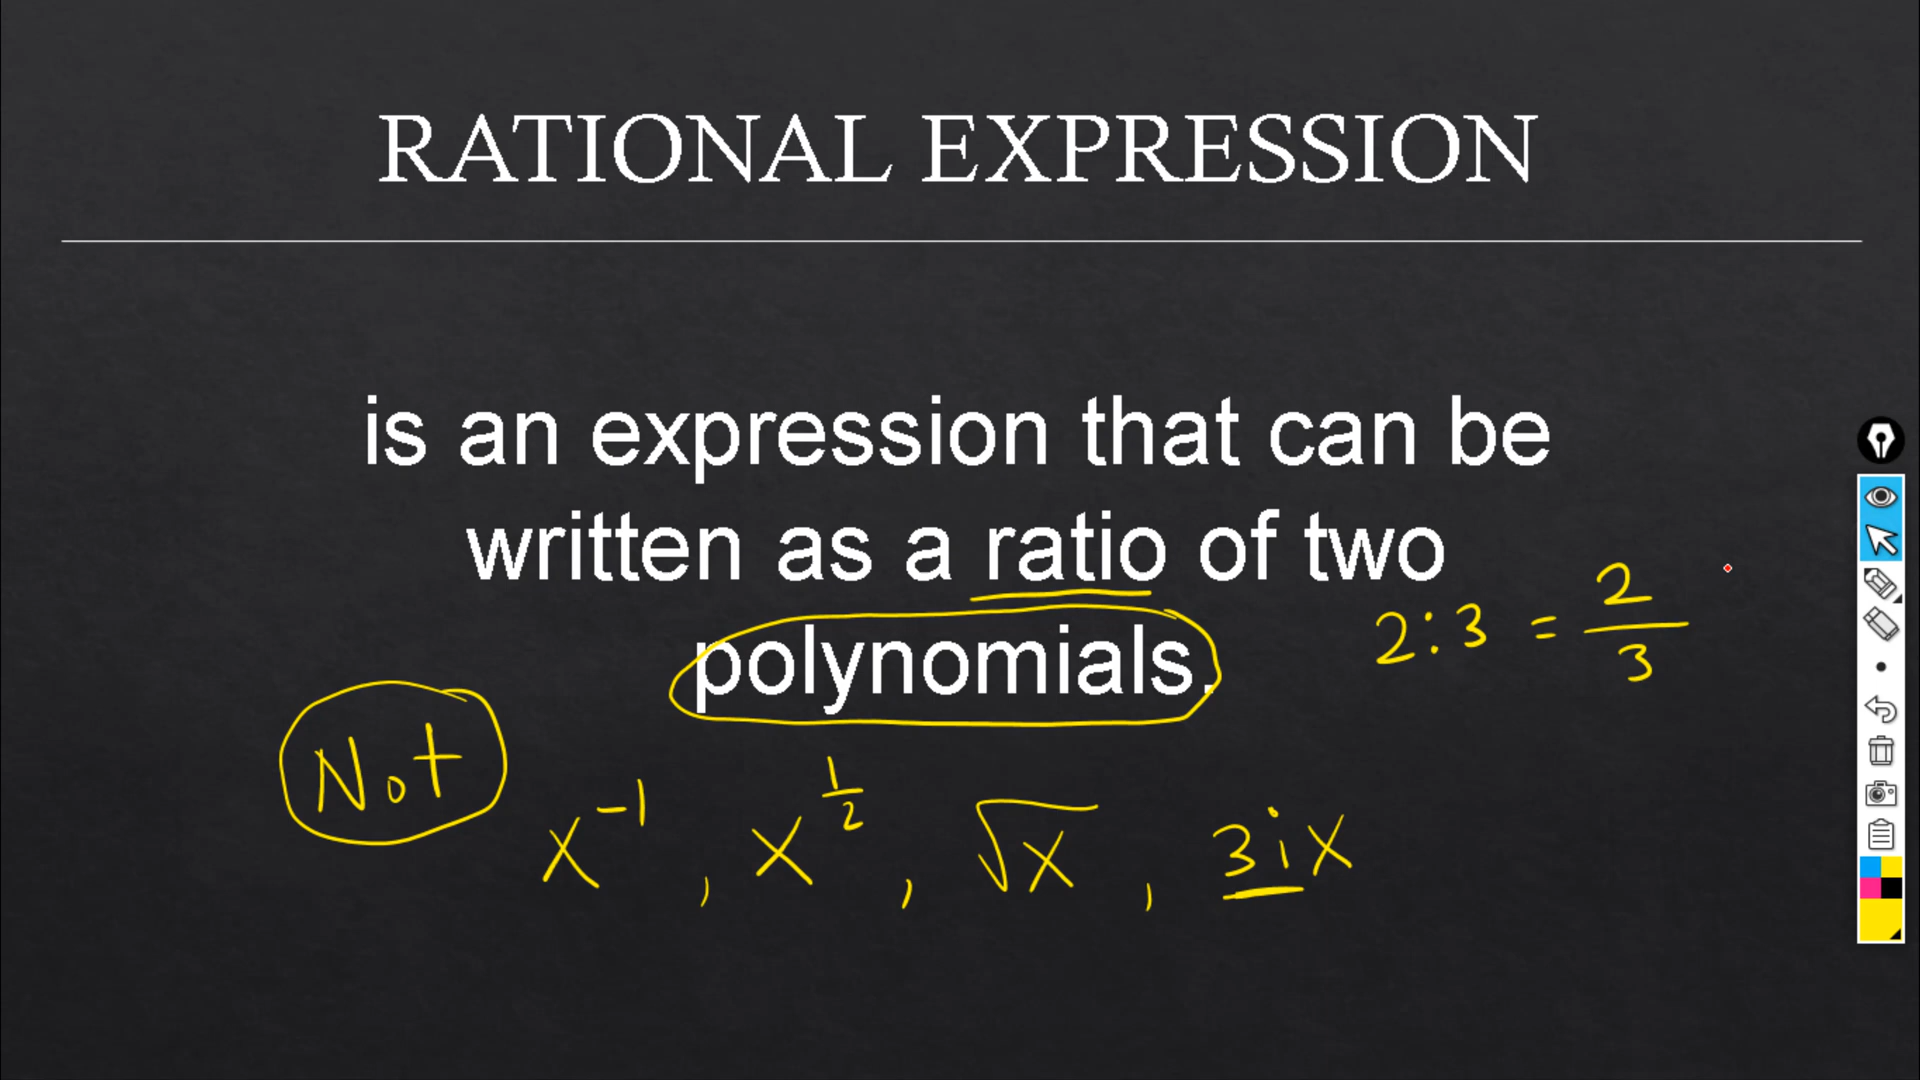 RATIONAL EXPRESSION
is an expression that can be
written as a ratio of two
polynomials.
2:3 = 2/3
Not
x^-1, x^1/2, √x, 3ix